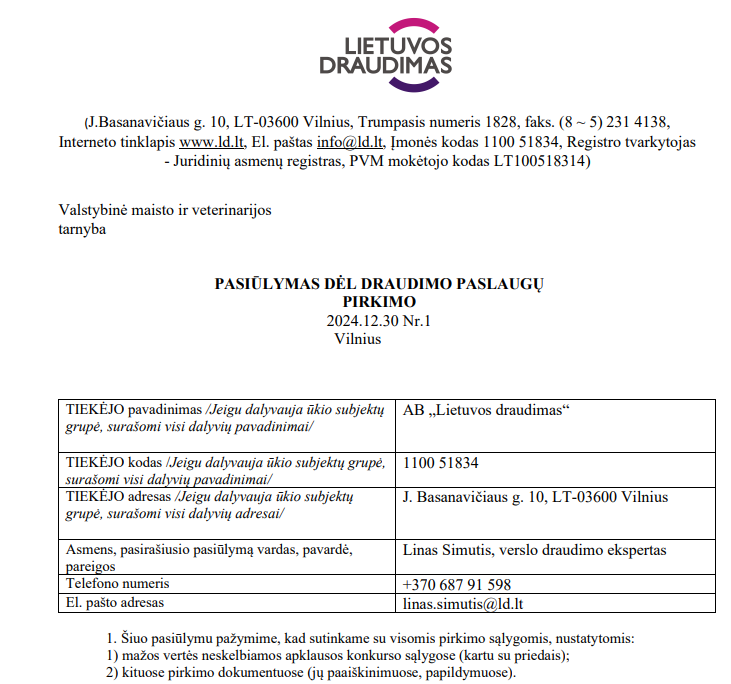 LIETUVOS
DRAUDIMAS
(J.Basanavičiaus g. 10, LT-03600 Vilnius, Trumpasis numeris 1828, faks. (8 ~ 5) 231 4138,
Interneto tinklapis www.ld.lt, El. paštas info@ld.lt, Įmonės kodas 1100 51834, Registro tvarkytojas
- Juridinių asmenų registras, PVM mokėtojo kodas LT100518314)
Valstybinė maisto ir veterinarijos
tarnyba
PASIŪLYMAS DĖL DRAUDIMO PASLAUGŲ
PIRKIMO
2024.12.30 Nr.1
Vilnius
TIEKĖJO pavadinimas /Jeigu dalyvauja ūkio subjektų
grupė, surašomi visi dalyvių pavadinimai/
AB „Lietuvos draudimas“
TIEKĖJO kodas /Jeigu dalyvauja ūkio subjektų grupė,
surašomi visi dalyvių pavadinimai/
1100 51834
TIEKĖJO adresas /Jeigu dalyvauja ūkio subjektų
grupė, surašomi visi dalyvių adresai/
J. Basanavičiaus g. 10, LT-03600 Vilnius
Asmens, pasirašiusio pasiūlymą vardas, pavardė,
pareigos
Linas Simutis, verslo draudimo ekspertas
Telefono numeris
+370 687 91 598
El. pašto adresas
linas.simutis@ld.lt
1. Šiuo pasiūlymu pažymime, kad sutinkame su visomis pirkimo sąlygomis, nustatytomis:
1) mažos vertės neskelbiamos apklausos konkurso sąlygose (kartu su priedais);
2) kituose pirkimo dokumentuose (jų paaiškinimuose, papildymuose).